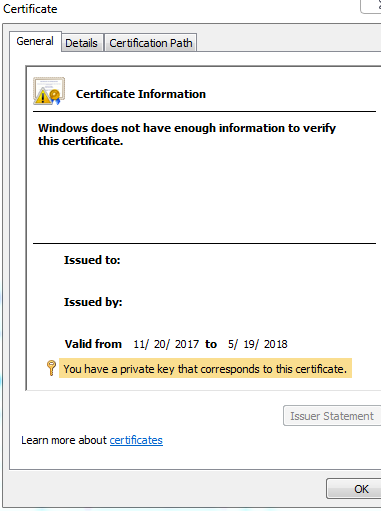 Certificate
General Details Certification Path
Certificate Information
Windows does not have enough information to verify
this certificate.
Issued to:
Issued by:
Valid from 11/ 20/ 2017 to 5/ 19/ 2018
You have a private key that corresponds to this certificate.
Issuer Statement
Learn more about certificates
OK